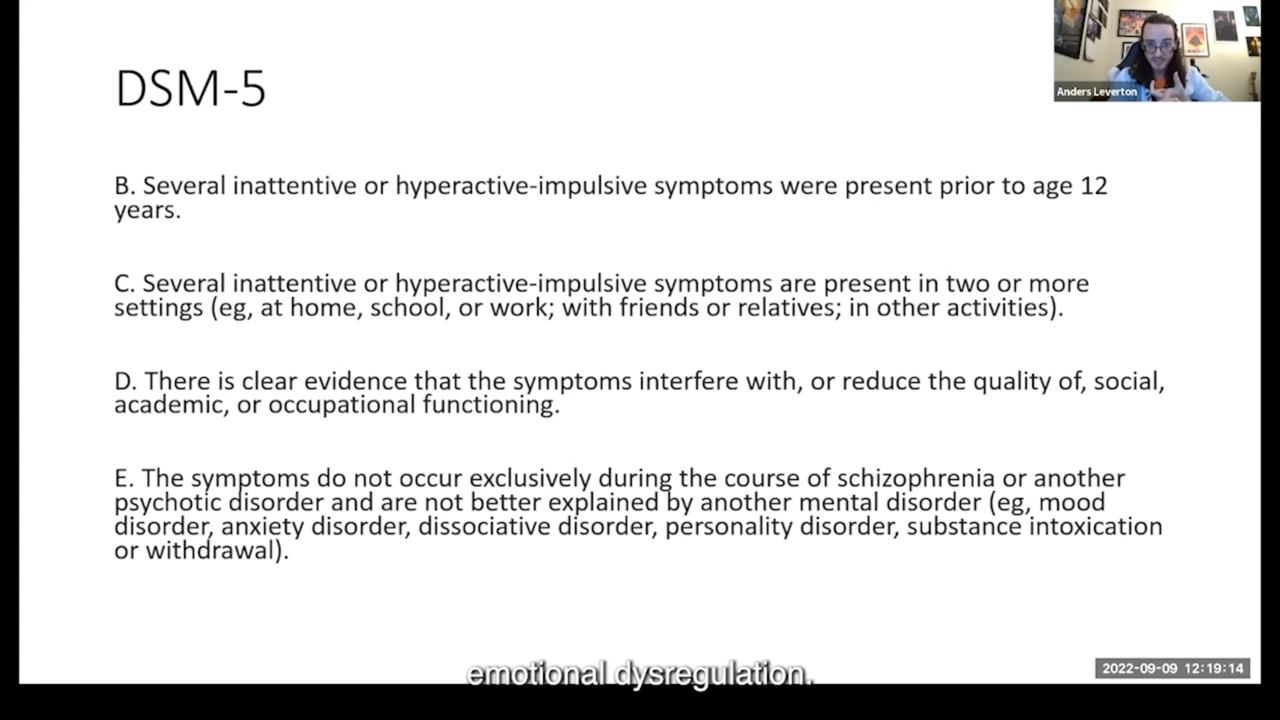 DSM-5
Anders Leverton
B. Several inattentive or hyperactive-impulsive symptoms were present prior to age 12
years.
C. Several inattentive or hyperactive-impulsive symptoms are present in two or more
settings (eg, at home, school, or work; with friends or relatives; in other activities).
D. There is clear evidence that the symptoms interfere with, or reduce the quality of, social,
academic, or occupational functioning.
E. The symptoms do not occur exclusively during the course of schizophrenia or another
psychotic disorder and are not better explained by another mental disorder (eg, mood
disorder, anxiety disorder, dissociative disorder, personality disorder, substance intoxication
or withdrawal).
emotional dysregulation.
2022-09-09 12:19:14